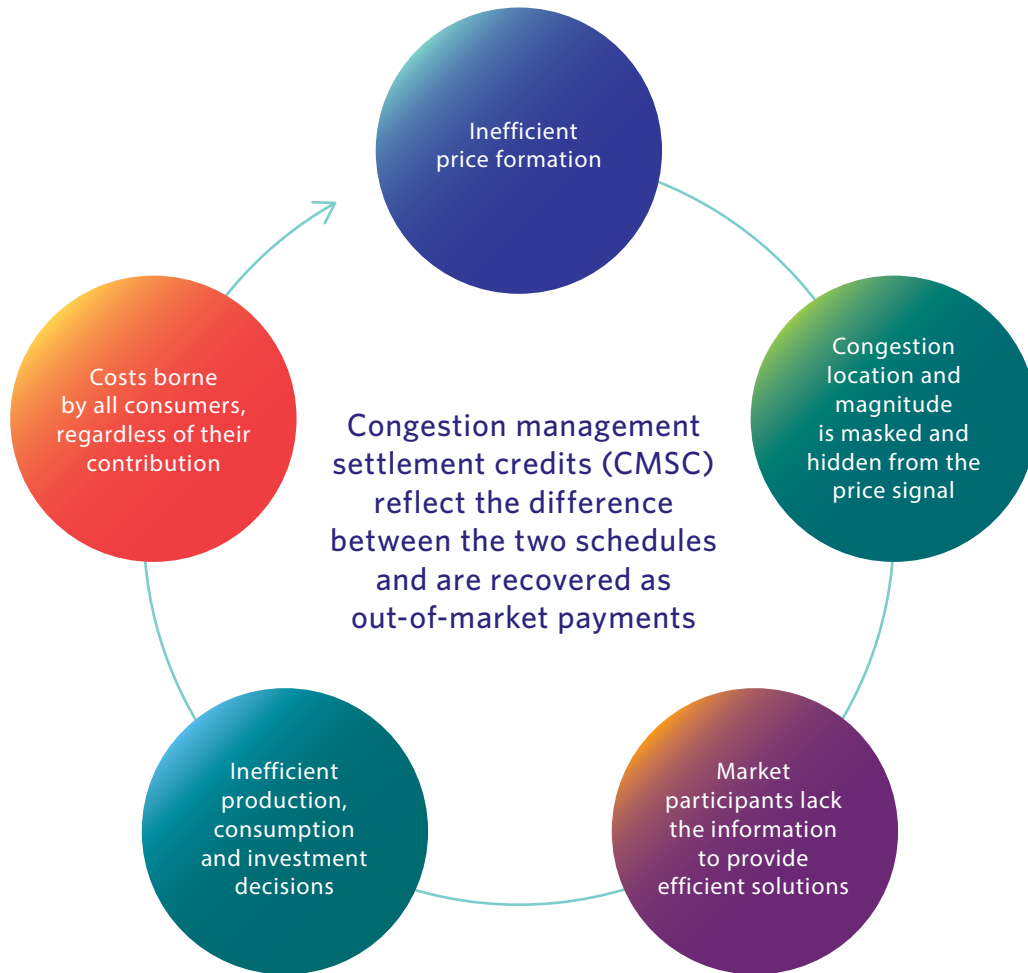 Inefficient
price formation
Congestion
location and
magnitude
is masked and
hidden from the
price signal
Market
participants lack
the information
to provide
efficient solutions
Inefficient
production,
consumption
and investment
decisions
Costs borne
by all consumers,
regardless of their
contribution
Congestion management
settlement credits (CMSC)
reflect the difference
between the two schedules
and are recovered as
out-of-market payments